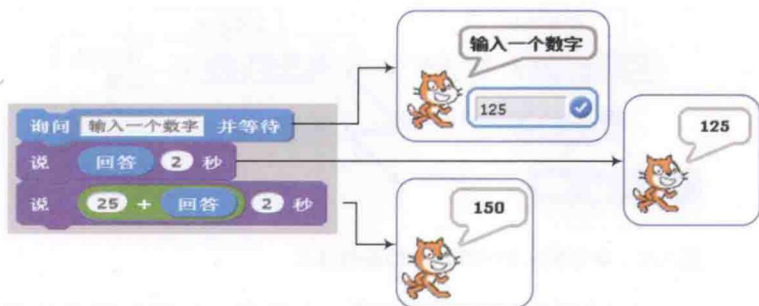 询问 输入一个数字 并等待
说 回答 2 秒
说 25 + 回答 2 秒
输入一个数字
125
125
150